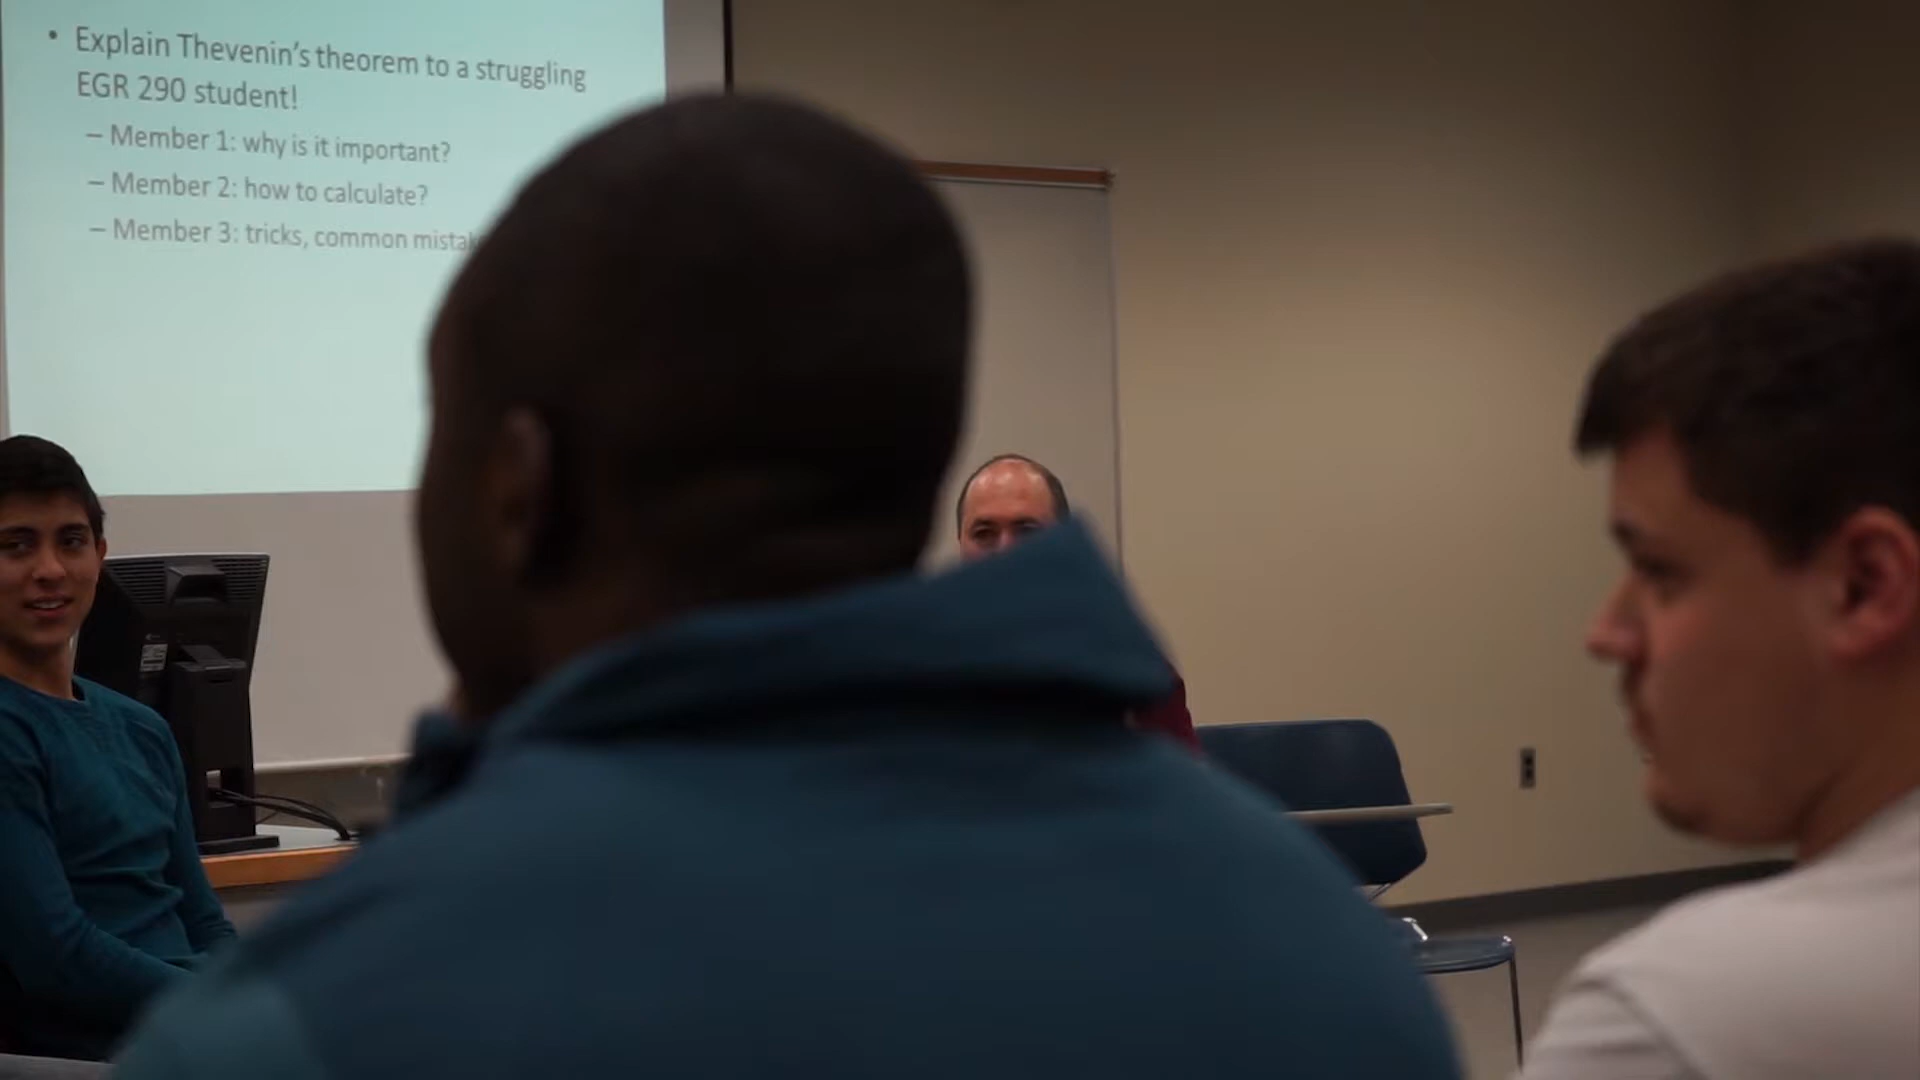 • Explain Thevenin's theorem to a struggling
EGR 290 student!
– Member 1: why is it important?
– Member 2: how to calculate?
– Member 3: tricks, common